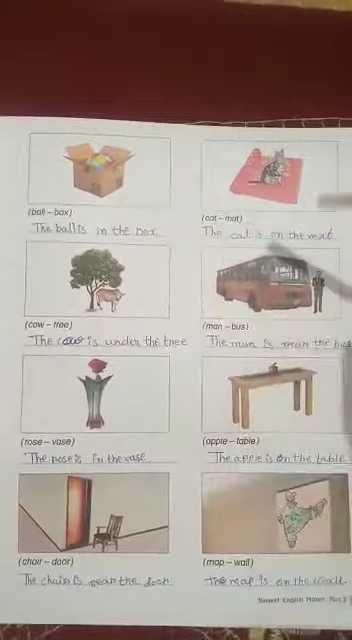 (ball – box) (cat – mat)
The ball is in the box The cat is on the mat
(cow – tree) (man – bus)
The cow is under the tree The man is near the bus
(rose – vase) (apple – table)
The rose is in the vase The apple is on the table
(chair – door) (map – wall)
The chair is near the door The map is on the wall
Navneet English Primer : Part 2